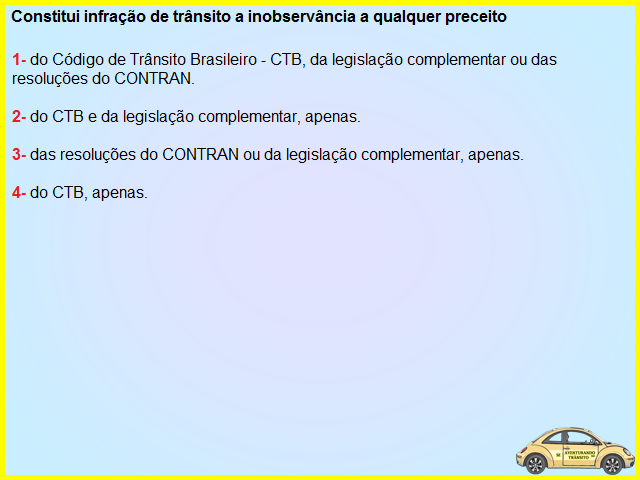 Constitui infração de trânsito a inobservância a qualquer preceito
1- do Código de Trânsito Brasileiro - CTB, da legislação complementar ou das
resoluções do CONTRAN.
2- do CTB e da legislação complementar, apenas.
3- das resoluções do CONTRAN ou da legislação complementar, apenas.
4- do CTB, apenas.
AVENTURANDO
TRÂNSITO